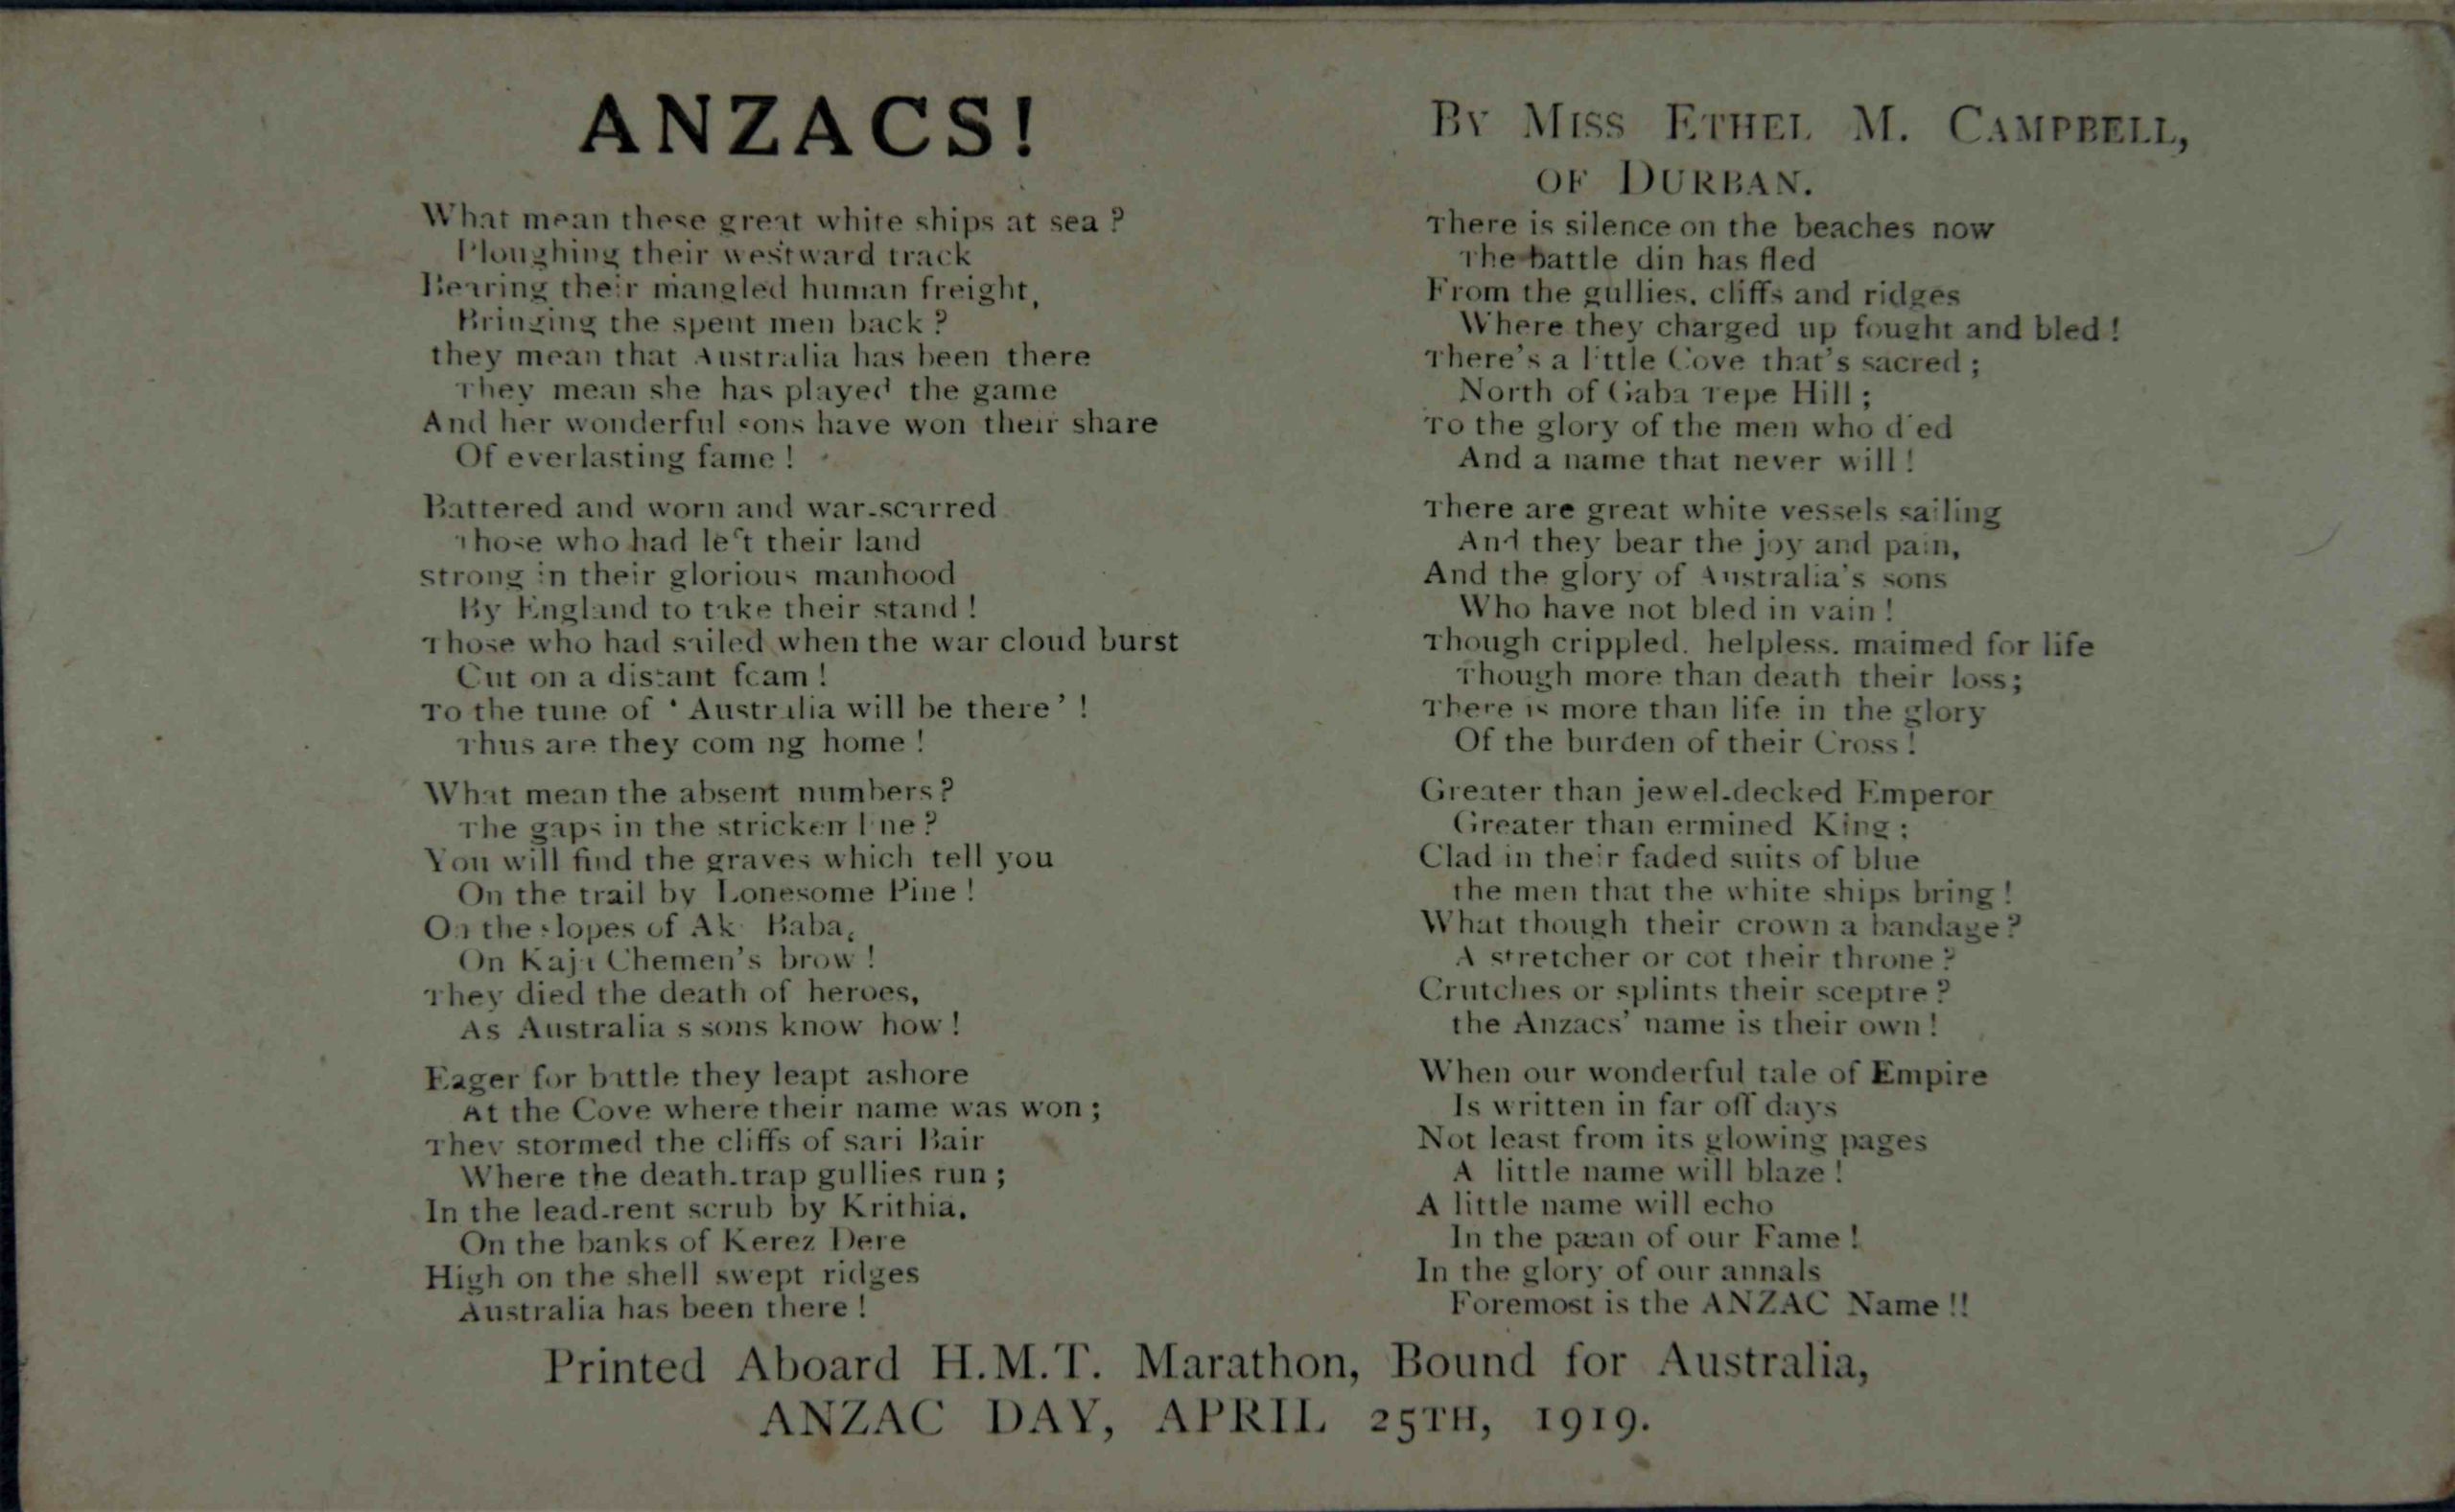 ANZACS!
What mean these great white ships at sea ?
Ploughing their westward track
Bearing their mangled human freight,
Bringing the spent men back ?
they mean that Australia has been there
They mean she has played the game
And her wonderful sons have won their share
Of everlasting fame !
Battered and worn and war-scarred
Those who had left their land
strong in their glorious manhood
By England to take their stand !
Those who had sailed when the war cloud burst
Out on a distant foam !
To the tune of ' Australia will be there' !
Thus are they com ng home !
What mean the absent numbers ?
The gaps in the stricken line ?
You will find the graves which tell you
On the trail by Lonesome Pine !
On the slopes of Ak Baba,
On Kaja Chemen's brow !
They died the death of heroes,
As Australia s sons know how !
Eager for battle they leapt ashore
At the Cove where their name was won ;
They stormed the cliffs of sari Bair
Where the death-trap gullies run ;
In the lead-rent scrub by Krithia.
On the banks of Kerez Dere
High on the shell swept ridges
Australia has been there !
BY MISS ETHEL M. CAMPBELL,
OF DURBAN.
There is silence on the beaches now
The battle din has fled
From the gullies, cliffs and ridges
Where they charged up fought and bled !
There's a little Cove that's sacred ;
North of Gaba Tepe Hill ;
To the glory of the men who died
And a name that never will !
There are great white vessels sailing
And they bear the joy and pain,
And the glory of Australia's sons
Who have not bled in vain !
Though crippled. helpless. maimed for life
Though more than death their loss;
There is more than life in the glory
Of the burden of their Cross !
Greater than jewel-decked Emperor
Greater than ermined King ;
Clad in their faded suits of blue
the men that the white ships bring !
What though their crown a bandage ?
A stretcher or cot their throne ?
Crutches or splints their sceptre ?
the Anzacs' name is their own !
When our wonderful tale of Empire
Is written in far off days
Not least from its glowing pages
A little name will blaze !
A little name will echo
In the pæan of our Fame !
In the glory of our annals
Foremost is the ANZAC Name !!
Printed Aboard H.M.T. Marathon, Bound for Australia,
ANZAC DAY, APRIL 25TH, 1919.